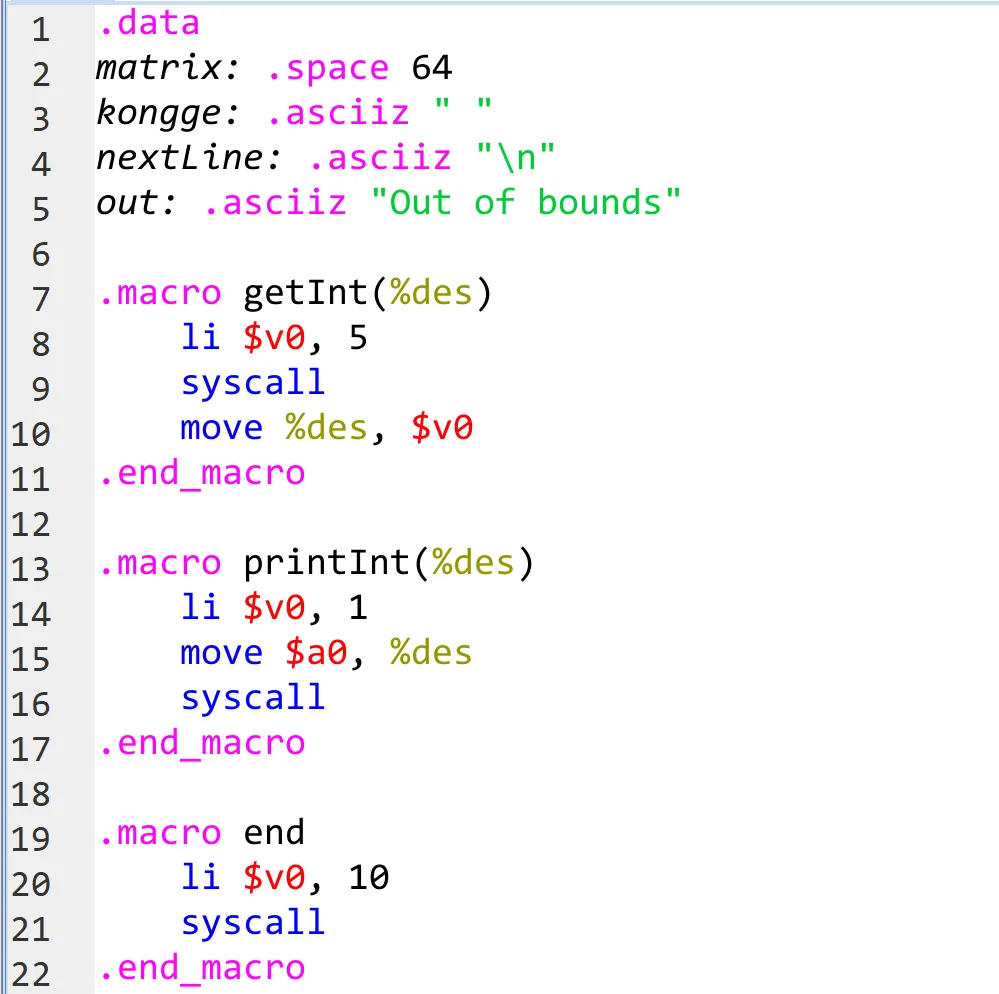 1 .data
2 matrix: .space 64
3 kongge: .asciiz " "
4 nextLine: .asciiz "\n"
5 out: .asciiz "Out of bounds"
6
7 .macro getInt(%des)
8     li $v0, 5
9     syscall
10     move %des, $v0
11 .end_macro
12
13 .macro printInt(%des)
14     li $v0, 1
15     move $a0, %des
16     syscall
17 .end_macro
18
19 .macro end
20     li $v0, 10
21     syscall
22 .end_macro